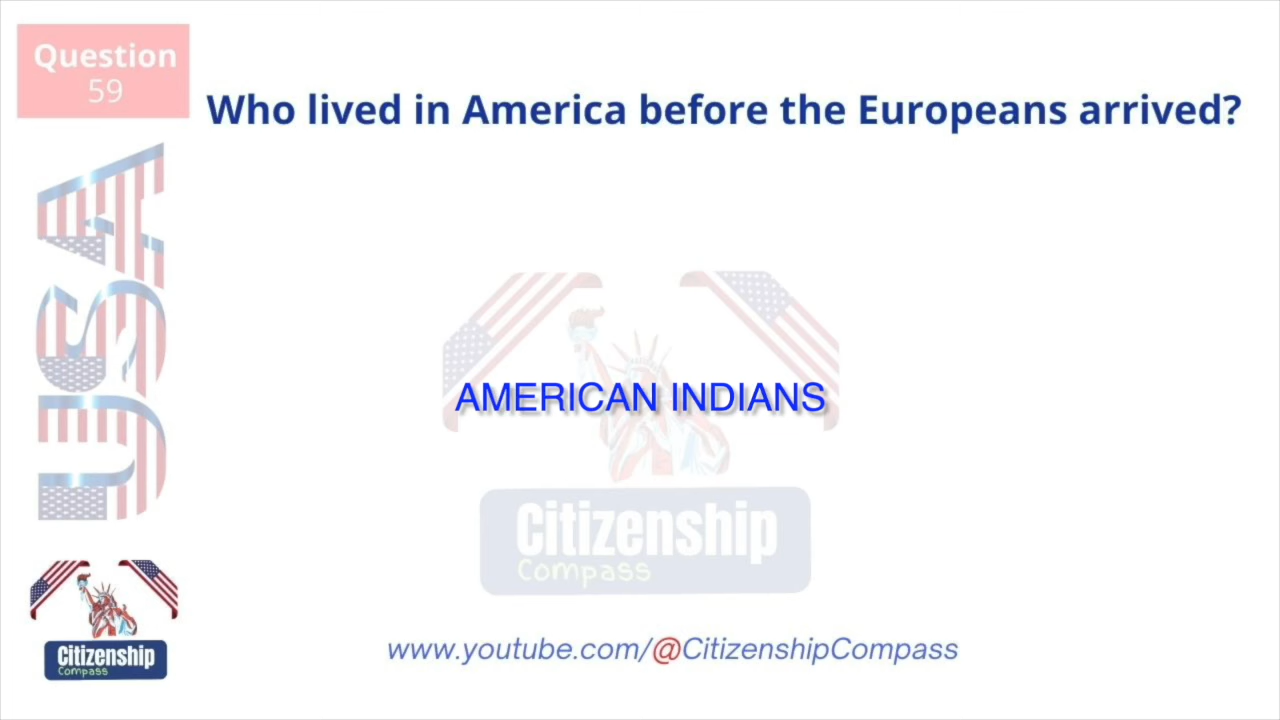 Question
59
Who lived in America before the Europeans arrived?
USA
AMERICAN INDIANS
Citizenship
Compass
Citizenship
Compass
www.youtube.com/@CitizenshipCompass